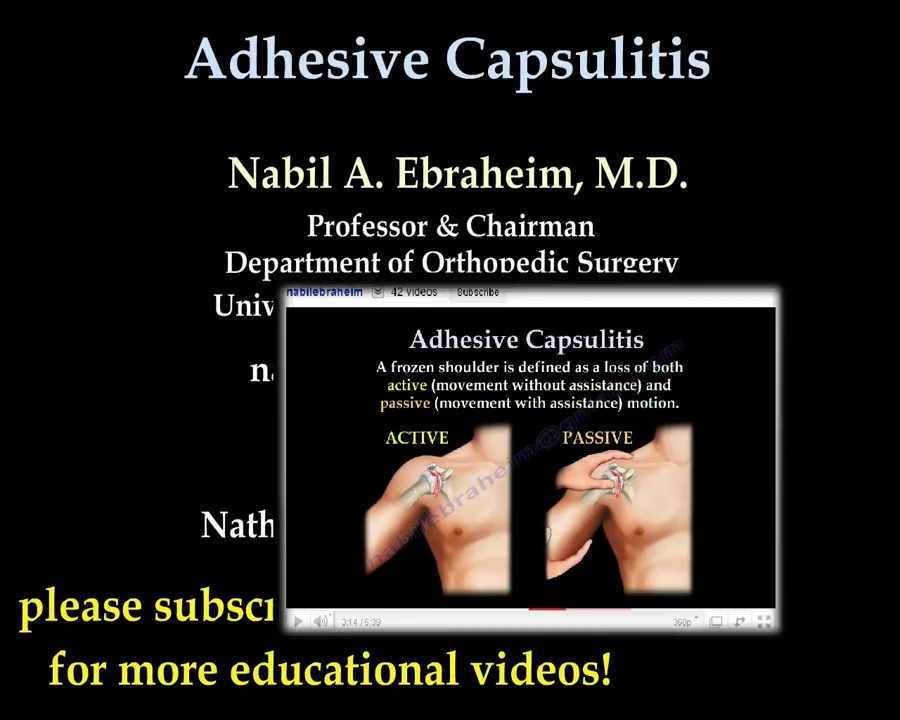 Adhesive Capsulitis
Nabil A. Ebraheim, M.D.
Professor & Chairman
Department of Orthopedic Surgery
Univ
na
Nath
please subscr
for more educational videos!
nabilebraheim 42 videos Subscribe
Adhesive Capsulitis
A frozen shoulder is defined as a loss of both
active (movement without assistance) and
passive (movement with assistance) motion.
ACTIVE PASSIVE
3:14 / 5:39 360p